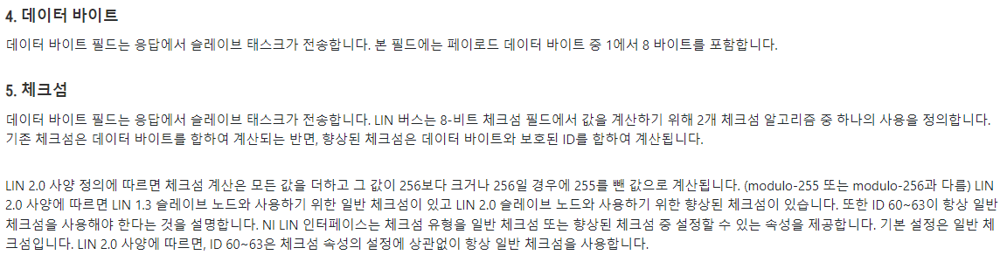 4. 데이터 바이트
데이터 바이트 필드는 응답에서 슬레이브 태스크가 전송합니다. 본 필드에는 페이로드 데이터 바이트 중 1에서 8 바이트를 포함합니다.
5. 체크섬
데이터 바이트 필드는 응답에서 슬레이브 태스크가 전송합니다. LIN 버스는 8-비트 체크섬 필드에서 값을 계산하기 위해 2개 체크섬 알고리즘 중 하나의 사용을 정의합니다.
기존 체크섬은 데이터 바이트를 합하여 계산되는 반면, 향상된 체크섬은 데이터 바이트와 보호된 ID를 합하여 계산됩니다.
LIN 2.0 사양 정의에 따르면 체크섬 계산은 모든 값을 더하고 그 값이 256보다 크거나 256일 경우에 255를 뺀 값으로 계산됩니다. (modulo-255 또는 modulo-256과 다름) LIN
2.0 사양에 따르면 LIN 1.3 슬레이브 노드와 사용하기 위한 일반 체크섬이 있고 LIN 2.0 슬레이브 노드와 사용하기 위한 향상된 체크섬이 있습니다. 또한 ID 60~63이 항상 일반
체크섬을 사용해야 한다는 것을 설명합니다. NI LIN 인터페이스는 체크섬 유형을 일반 체크섬 또는 향상된 체크섬 중 설정할 수 있는 속성을 제공합니다. 기본 설정은 일반 체
크섬입니다. LIN 2.0 사양에 따르면, ID 60~63은 체크섬 속성의 설정에 상관없이 항상 일반 체크섬을 사용합니다.